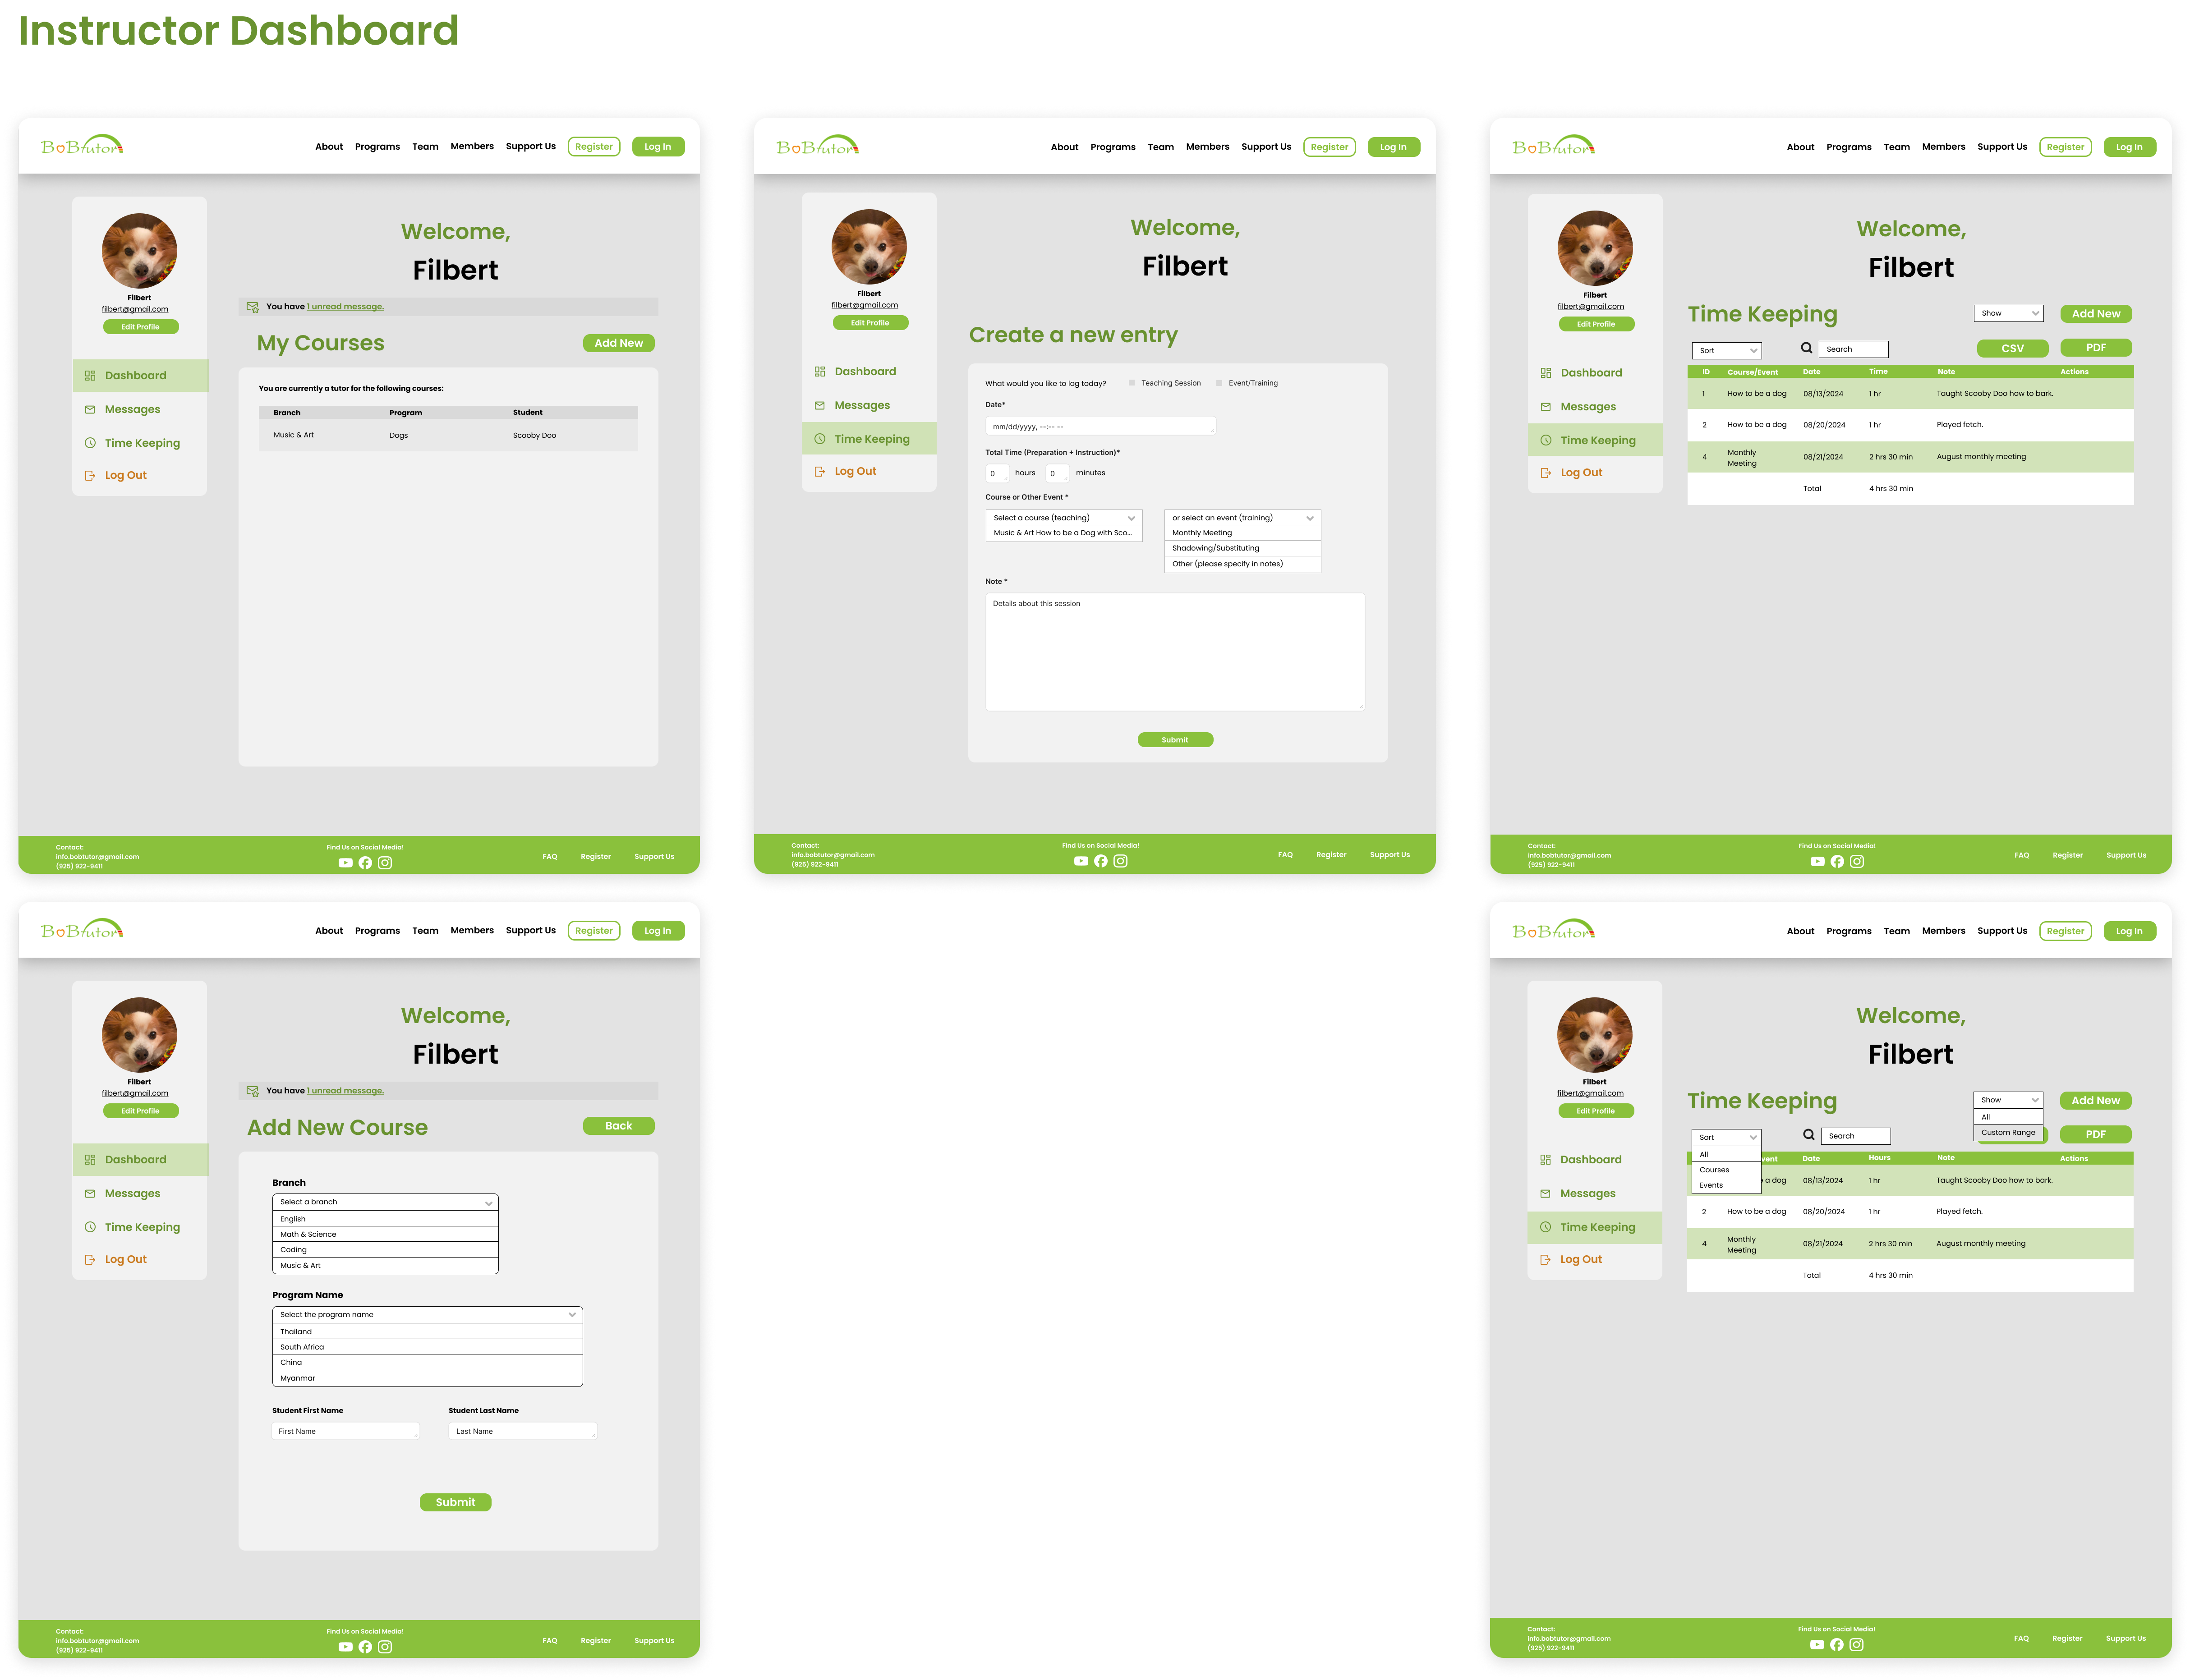 Instructor Dashboard
BoBtutor
About Programs Team Members Support Us Register Log In
Filbert
filbert@gmail.com
Edit Profile
Dashboard
Messages
Time Keeping
Log Out
Welcome,
Filbert
You have 1 unread message.
My Courses Add New
You are currently a tutor for the following courses:
Branch Program Student
Music & Art Dogs Scooby Doo
Contact:
info.bobtutor@gmail.com
(925) 922-9411
Find Us on Social Media!
FAQ Register Support Us
BoBtutor
About Programs Team Members Support Us Register Log In
Filbert
filbert@gmail.com
Edit Profile
Dashboard
Messages
Time Keeping
Log Out
Welcome,
Filbert
Create a new entry
What would you like to log today? Teaching Session Event/Training
Date*
mm/dd/yyyy, --:-- --
Total Time (Preparation + Instruction)*
0 hours 0 minutes
Course or Other Event *
Select a course (teaching) or select an event (training)
Music & Art How to be a Dog with Sco... Monthly Meeting
Shadowing/Substituting
Other (please specify in notes)
Note *
Details about this session
Submit
Contact:
info.bobtutor@gmail.com
(925) 922-9411
Find Us on Social Media!
FAQ Register Support Us
BoBtutor
About Programs Team Members Support Us Register Log In
Filbert
filbert@gmail.com
Edit Profile
Dashboard
Messages
Time Keeping
Log Out
Welcome,
Filbert
Time Keeping Show Add New
Sort Search CSV PDF
ID Course/Event Date Time Note Actions
1 How to be a dog 08/13/2024 1 hr Taught Scooby Doo how to bark.
2 How to be a dog 08/20/2024 1 hr Played fetch.
4 Monthly Meeting 08/21/2024 2 hrs 30 min August monthly meeting
Total 4 hrs 30 min
Contact:
info.bobtutor@gmail.com
(925) 922-9411
Find Us on Social Media!
FAQ Register Support Us
BoBtutor
About Programs Team Members Support Us Register Log In
Filbert
filbert@gmail.com
Edit Profile
Dashboard
Messages
Time Keeping
Log Out
Welcome,
Filbert
You have 1 unread message.
Add New Course Back
Branch
Select a branch
English
Math & Science
Coding
Music & Art
Program Name
Select the program name
Thailand
South Africa
China
Myanmar
Student First Name Student Last Name
First Name Last Name
Submit
Contact:
info.bobtutor@gmail.com
(925) 922-9411
Find Us on Social Media!
FAQ Register Support Us
BoBtutor
About Programs Team Members Support Us Register Log In
Filbert
filbert@gmail.com
Edit Profile
Dashboard
Messages
Time Keeping
Log Out
Welcome,
Filbert
Time Keeping Show Add New
All
Custom Range
Sort Search PDF
All
Courses
Events
vent Date Hours Note Actions
a dog 08/13/2024 1 hr Taught Scooby Doo how to bark.
2 How to be a dog 08/20/2024 1 hr Played fetch.
4 Monthly Meeting 08/21/2024 2 hrs 30 min August monthly meeting
Total 4 hrs 30 min
Contact:
info.bobtutor@gmail.com
(925) 922-9411
Find Us on Social Media!
FAQ Register Support Us